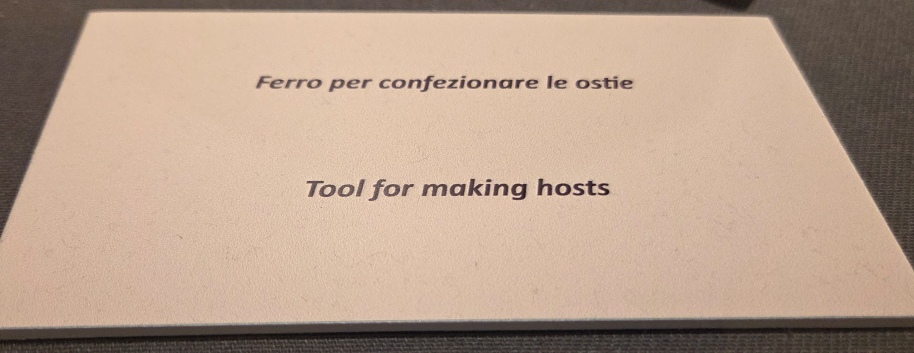 Ferro per confezionare le ostie
Tool for making hosts